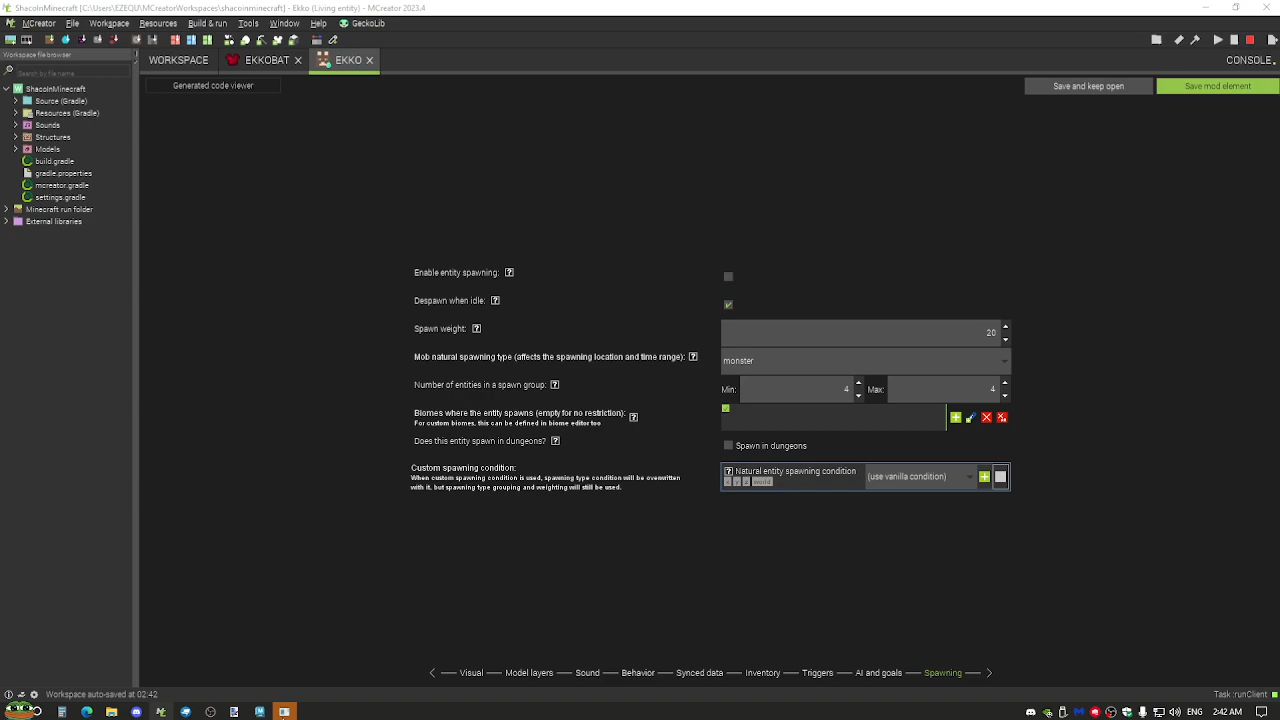 ShacoInMinecraft [C:\Users\EZEQU\MCreatorWorkspaces\shacoinminecraft] - Ekko (Living entity) - MCreator 2023.4
MCreator File Workspace Resources Build & run Tools Window Help GeckoLib
Workspace file browser
WORKSPACE EKKOBAT EKKO CONSOLE
Search by file name
Generated code viewer Save and keep open Save mod element
ShacoInMinecraft
Source (Gradle)
Resources (Gradle)
Sounds
Structures
Models
build.gradle
gradle.properties
mcreator.gradle
settings.gradle
Minecraft run folder
External libraries
Enable entity spawning: ?
Despawn when idle: ?
Spawn weight: ? 20
Mob natural spawning type (affects the spawning location and time range): ? monster
Number of entities in a spawn group: ? Min: 4 Max: 4
Biomes where the entity spawns (empty for no restriction): ?
For custom biomes, this can be defined in biome editor too
Does this entity spawn in dungeons? ? Spawn in dungeons
Custom spawning condition:
When custom spawning condition is used, spawning type condition will be overwritten
with it, but spawning type grouping and weighting will still be used.
? Natural entity spawning condition (use vanilla condition)
x y z world
Visual Model layers Sound Behavior Synced data Inventory Triggers AI and goals Spawning
Workspace auto-saved at 02:42 Task :runClient
ENG 2:42 AM